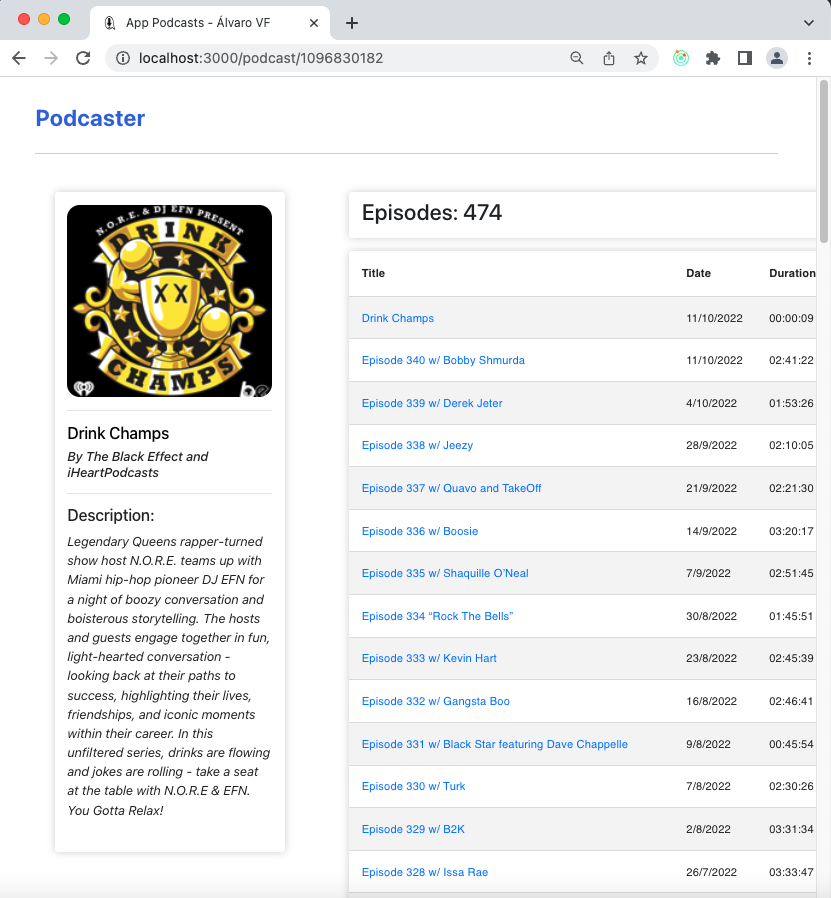 App Podcasts - Álvaro VF
localhost:3000/podcast/1096830182
Podcaster
N.O.R.E. & DJ EFN PRESENT
DRINK
XX
CHAMPS
Drink Champs
By The Black Effect and
iHeartPodcasts
Description:
Legendary Queens rapper-turned
show host N.O.R.E. teams up with
Miami hip-hop pioneer DJ EFN for
a night of boozy conversation and
boisterous storytelling. The hosts
and guests engage together in fun,
light-hearted conversation -
looking back at their paths to
success, highlighting their lives,
friendships, and iconic moments
within their career. In this
unfiltered series, drinks are flowing
and jokes are rolling - take a seat
at the table with N.O.R.E & EFN.
You Gotta Relax!
Episodes: 474
Title Date Duration
Drink Champs 11/10/2022 00:00:09
Episode 340 w/ Bobby Shmurda 11/10/2022 02:41:22
Episode 339 w/ Derek Jeter 4/10/2022 01:53:26
Episode 338 w/ Jeezy 28/9/2022 02:10:05
Episode 337 w/ Quavo and TakeOff 21/9/2022 02:21:30
Episode 336 w/ Boosie 14/9/2022 03:20:17
Episode 335 w/ Shaquille O’Neal 7/9/2022 02:51:45
Episode 334 “Rock The Bells” 30/8/2022 01:45:51
Episode 333 w/ Kevin Hart 23/8/2022 02:45:39
Episode 332 w/ Gangsta Boo 16/8/2022 02:46:41
Episode 331 w/ Black Star featuring Dave Chappelle 9/8/2022 00:45:54
Episode 330 w/ Turk 7/8/2022 02:30:26
Episode 329 w/ B2K 2/8/2022 03:31:34
Episode 328 w/ Issa Rae 26/7/2022 03:33:47